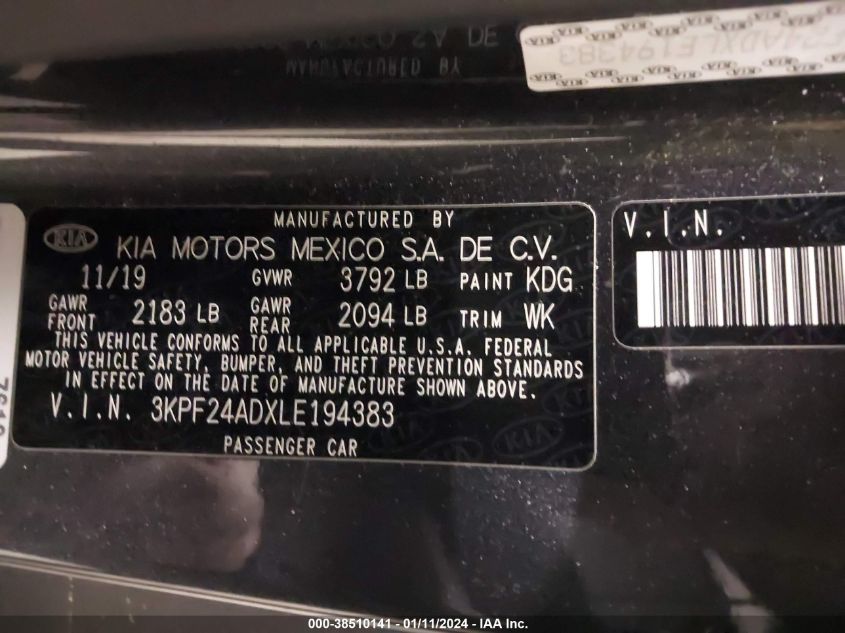 MANUFACTURED BY
KIA KIA MOTORS MEXICO S.A. DE C.V.
11/19 GVWR 3792 LB PAINT KDG
GAWR FRONT 2183 LB GAWR REAR 2094 LB TRIM WK
THIS VEHICLE CONFORMS TO ALL APPLICABLE U.S.A. FEDERAL
MOTOR VEHICLE SAFETY, BUMPER, AND THEFT PREVENTION STANDARDS
IN EFFECT ON THE DATE OF MANUFACTURE SHOWN ABOVE.
V.I.N. 3KPF24ADXLE194383
PASSENGER CAR
V.I.N.
000-38510141 - 01/11/2024 - IAA Inc.